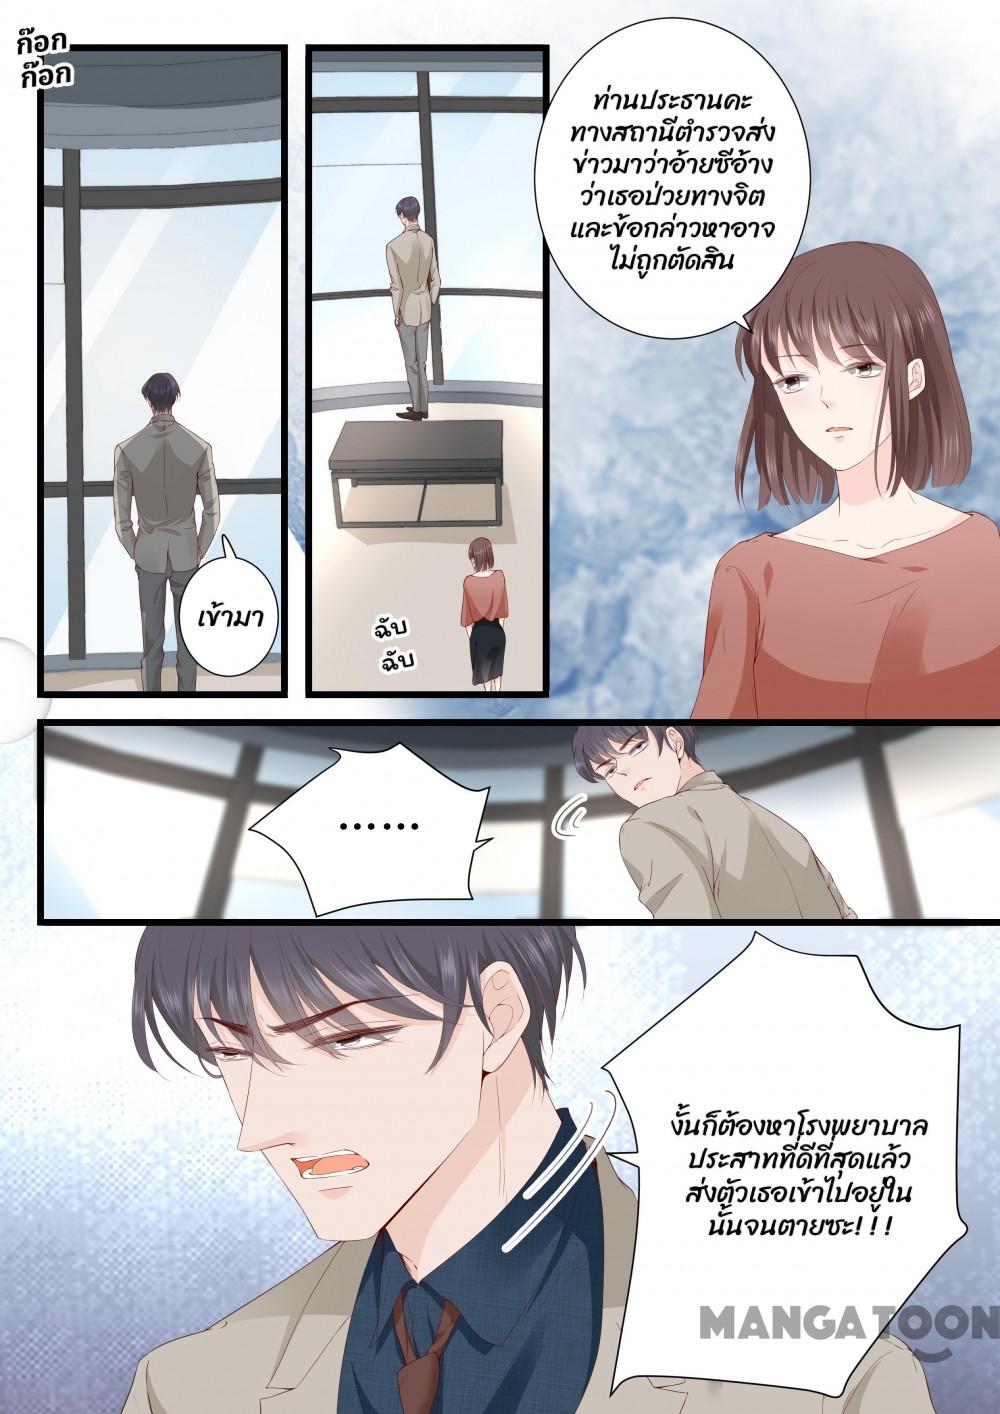 ก๊อก
ก๊อก
เข้ามา
ฉับ
ฉับ
ท่านประธานคะ
ทางสถานีตำรวจส่ง
ข่าวมาว่าอ้ายซีอ้าง
ว่าเธอป่วยทางจิต
และข้อกล่าวหาอาจ
ไม่ถูกตัดสิน
......
งั้นก็ต้องหาโรงพยาบาล
ประสาทที่ดีที่สุดแล้ว
ส่งตัวเธอเข้าไปอยู่ใน
นั้นจนตายซะ!!!
MANGATOON